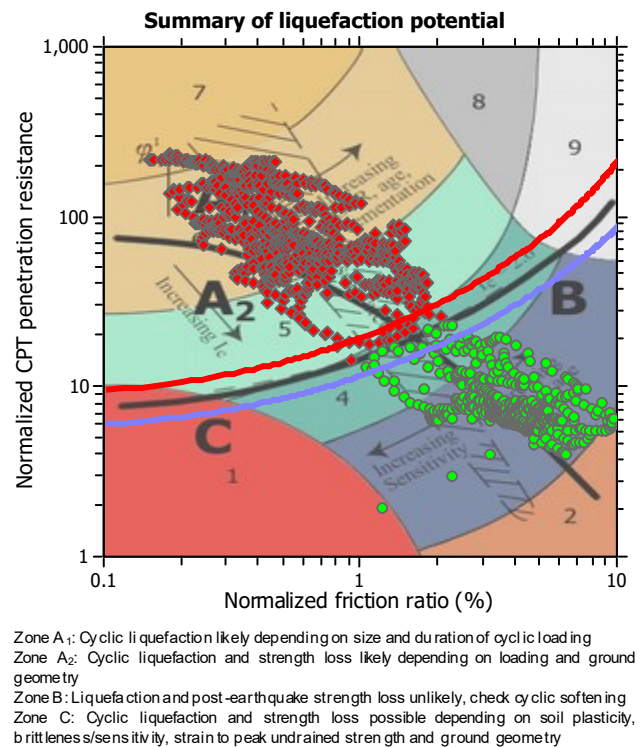 Summary of liquefaction potential
1,000
100
10
1
0.1
1
10
Normalized CPT penetration resistance
Normalized friction ratio (%)
7
8
9
φ'
Increasing
age,
A₂
5
Increasing Ic
B
4
C
Increasing
Sensitivity
1
2
Zone A₁: Cyclic liquefaction likely depending on size and duration of cyclic loading
Zone A₂: Cyclic liquefaction and strength loss likely depending on loading and ground
geometry
Zone B: Liquefaction and post-earthquake strength loss unlikely, check cyclic softening
Zone C: Cyclic liquefaction and strength loss possible depending on soil plasticity,
brittleness/sensitivity, strain to peak undrained strength and ground geometry